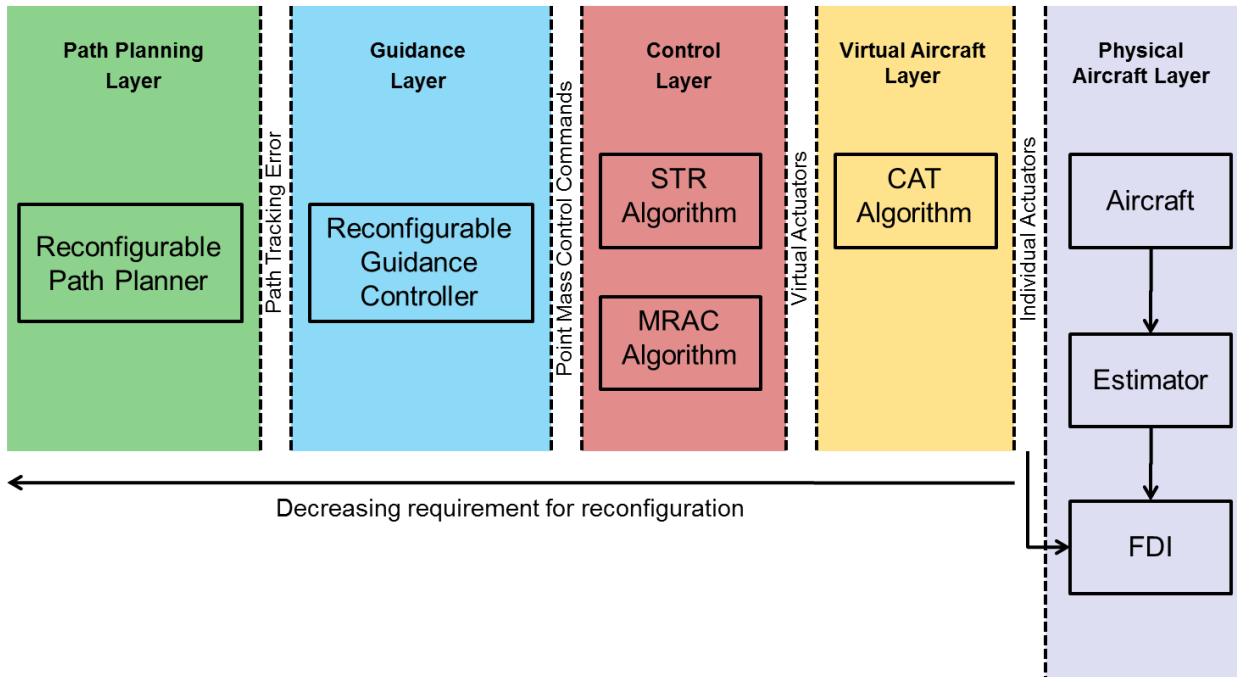 Path Planning
Layer
Reconfigurable
Path Planner
Path Tracking Error
Guidance
Layer
Reconfigurable
Guidance
Controller
Point Mass Control Commands
Control
Layer
STR
Algorithm
MRAC
Algorithm
Virtual Actuators
Virtual Aircraft
Layer
CAT
Algorithm
Individual Actuators
Physical
Aircraft Layer
Aircraft
Estimator
FDI
Decreasing requirement for reconfiguration